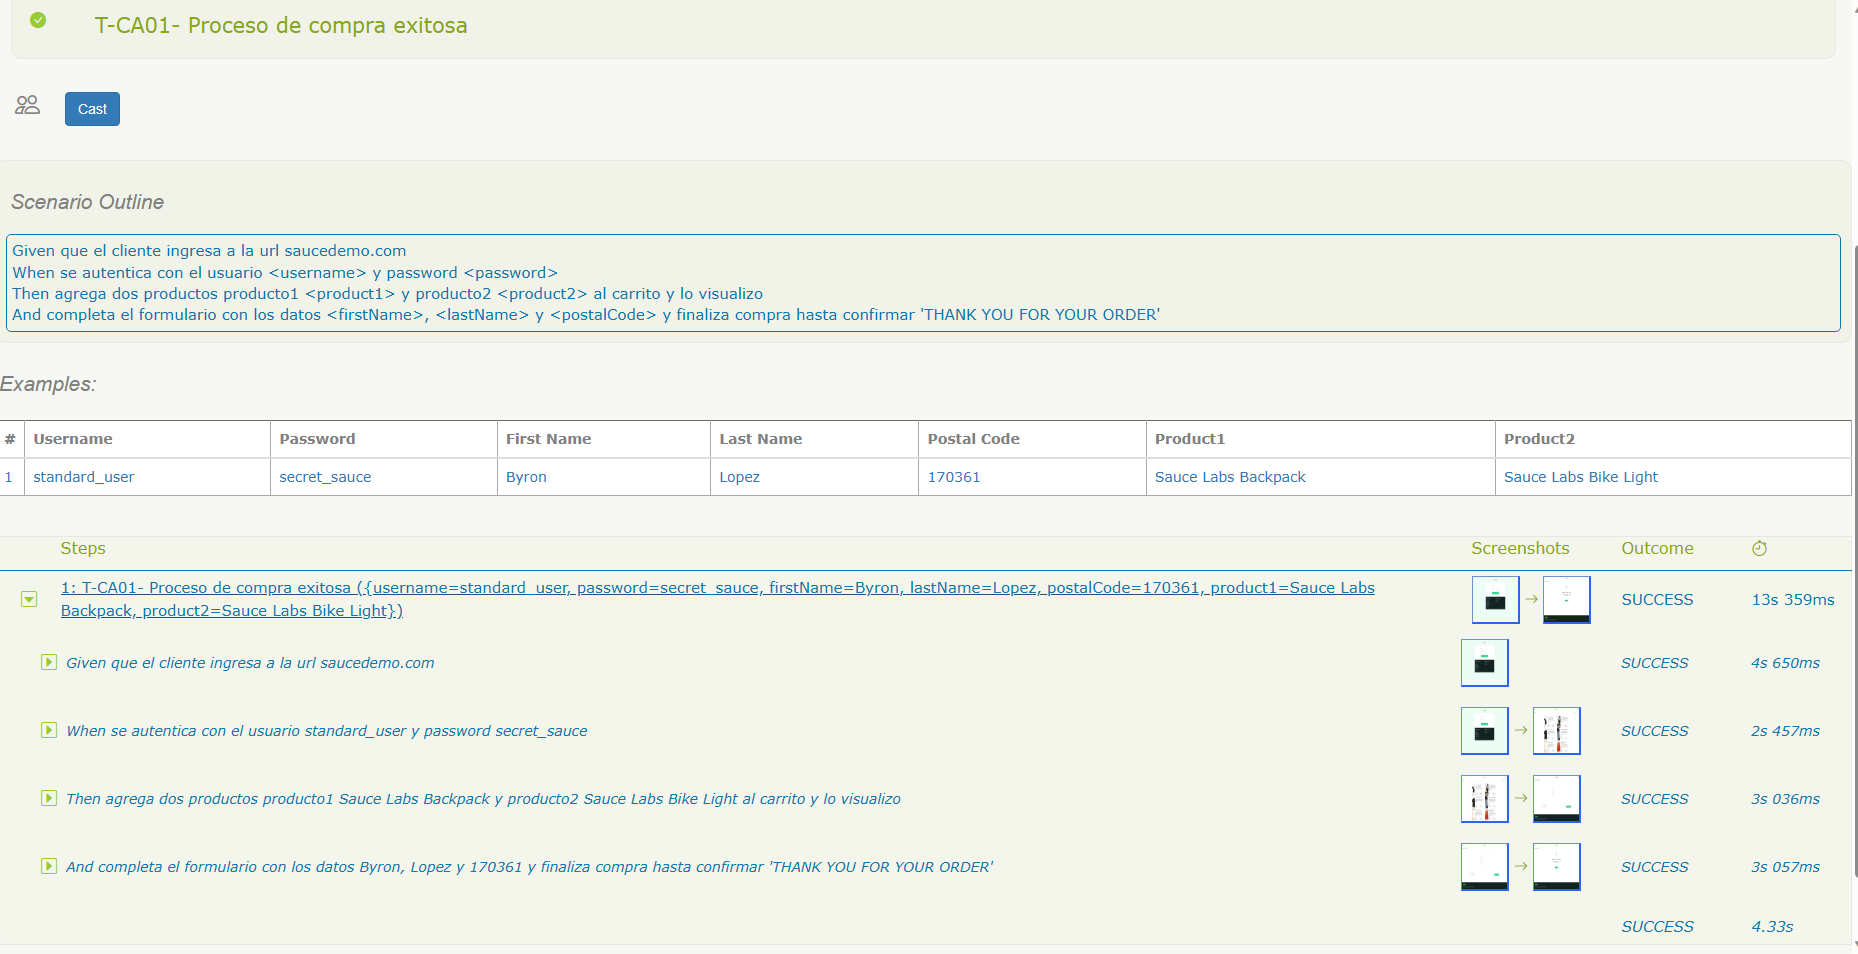 T-CA01- Proceso de compra exitosa
Cast
Scenario Outline
Given que el cliente ingresa a la url saucedemo.com
When se autentica con el usuario <username> y password <password>
Then agrega dos productos producto1 <product1> y producto2 <product2> al carrito y lo visualizo
And completa el formulario con los datos <firstName>, <lastName> y <postalCode> y finaliza compra hasta confirmar 'THANK YOU FOR YOUR ORDER'
Examples:
# Username Password First Name Last Name Postal Code Product1 Product2
1 standard_user secret_sauce Byron Lopez 170361 Sauce Labs Backpack Sauce Labs Bike Light
Steps Screenshots Outcome
1: T-CA01- Proceso de compra exitosa ({username=standard_user, password=secret_sauce, firstName=Byron, lastName=Lopez, postalCode=170361, product1=Sauce Labs
Backpack, product2=Sauce Labs Bike Light}) SUCCESS 13s 359ms
Given que el cliente ingresa a la url saucedemo.com SUCCESS 4s 650ms
When se autentica con el usuario standard_user y password secret_sauce SUCCESS 2s 457ms
Then agrega dos productos producto1 Sauce Labs Backpack y producto2 Sauce Labs Bike Light al carrito y lo visualizo SUCCESS 3s 036ms
And completa el formulario con los datos Byron, Lopez y 170361 y finaliza compra hasta confirmar 'THANK YOU FOR YOUR ORDER' SUCCESS 3s 057ms
SUCCESS 4.33s